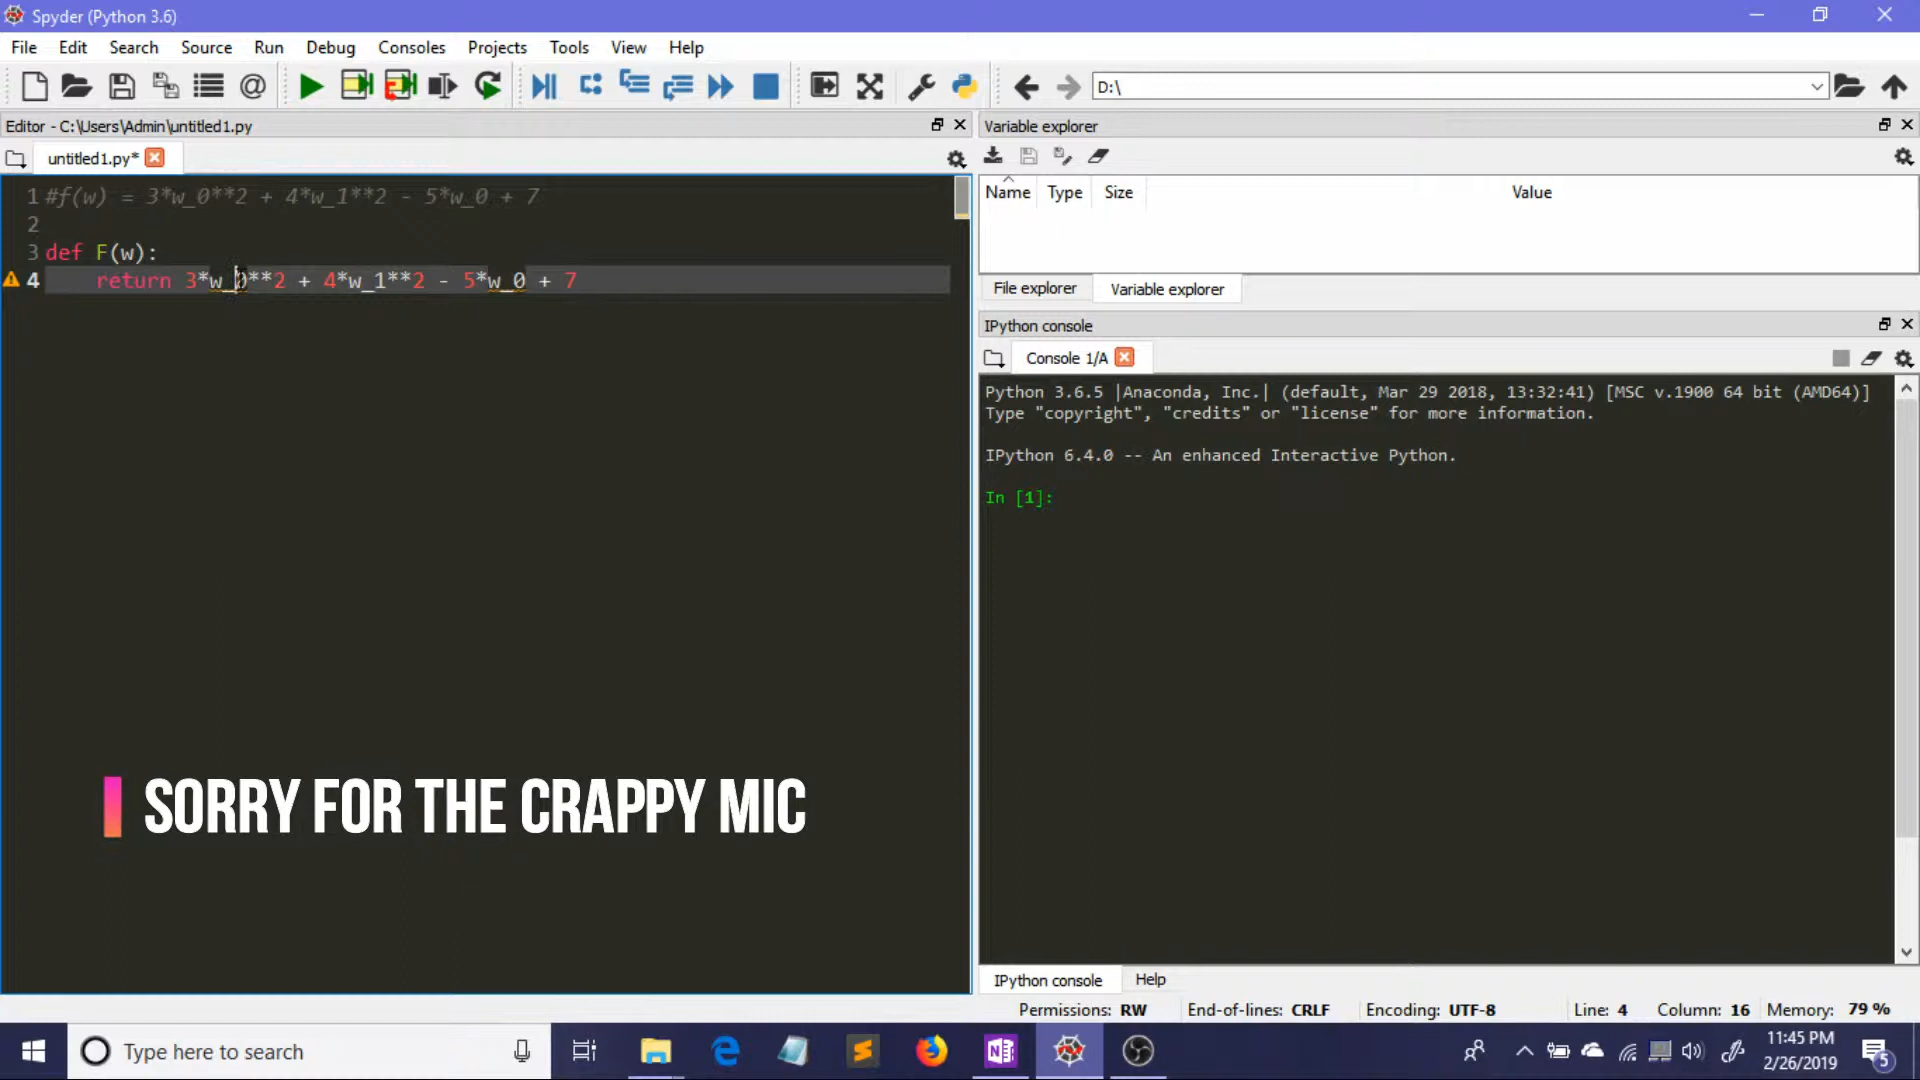 Spyder (Python 3.6)
File Edit Search Source Run Debug Consoles Projects Tools View Help
D:\
Editor - C:\Users\Admin\untitled1.py
untitled1.py*
1 #f(w) = 3*w_0**2 + 4*w_1**2 - 5*w_0 + 7
2
3 def F(w):
4 return 3*w_0**2 + 4*w_1**2 - 5*w_0 + 7
SORRY FOR THE CRAPPY MIC
Variable explorer
Name Type Size Value
File explorer Variable explorer
IPython console
Console 1/A
Python 3.6.5 |Anaconda, Inc.| (default, Mar 29 2018, 13:32:41) [MSC v.1900 64 bit (AMD64)]
Type "copyright", "credits" or "license" for more information.
IPython 6.4.0 -- An enhanced Interactive Python.
In [1]:
IPython console Help
Permissions: RW End-of-lines: CRLF Encoding: UTF-8 Line: 4 Column: 16 Memory: 79 %
Type here to search
11:45 PM
2/26/2019
5